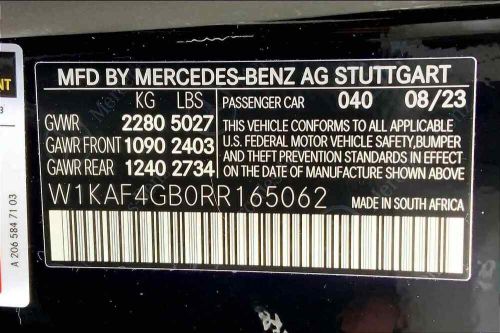 MFD BY MERCEDES-BENZ AG STUTTGART
KG LBS
GWR 2280 5027
GAWR FRONT 1090 2403
GAWR REAR 1240 2734
PASSENGER CAR 040 08/23
THIS VEHICLE CONFORMS TO ALL APPLICABLE
U.S.FEDERAL MOTOR VEHICLE SAFETY,BUMPER
AND THEFT PREVENTION STANDARDS IN EFFECT
ON THE DATE OF MANUFACTURE SHOWN ABOVE
W1KAF4GB0RR165062
MADE IN SOUTH AFRICA
A 206 584 71 03